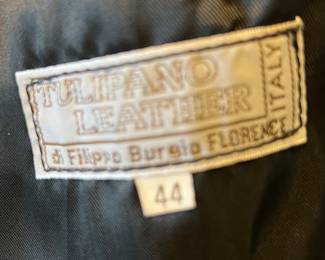 TULIPANO
LEATHER
di Filippo Burgio FLORENCE
ITALY
44